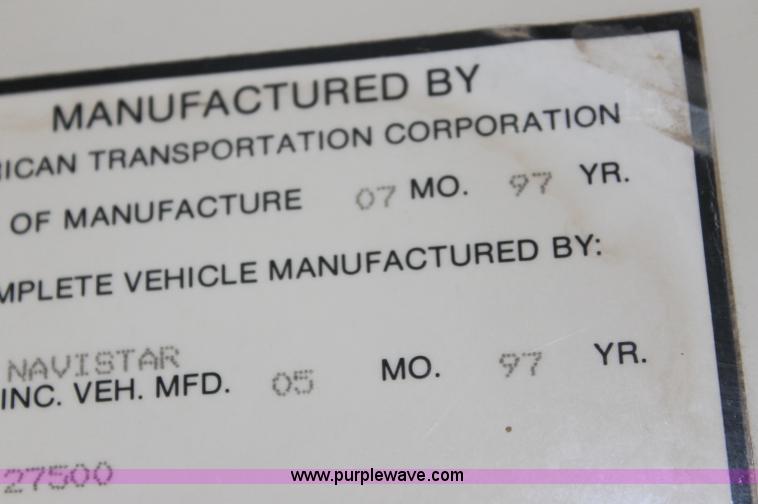 MANUFACTURED BY
RICAN TRANSPORTATION CORPORATION
OF MANUFACTURE 07 MO. 97 YR.
MPLETE VEHICLE MANUFACTURED BY:
NAVISTAR
INC. VEH. MFD. 05 MO. 97 YR.
27500
www.purplewave.com